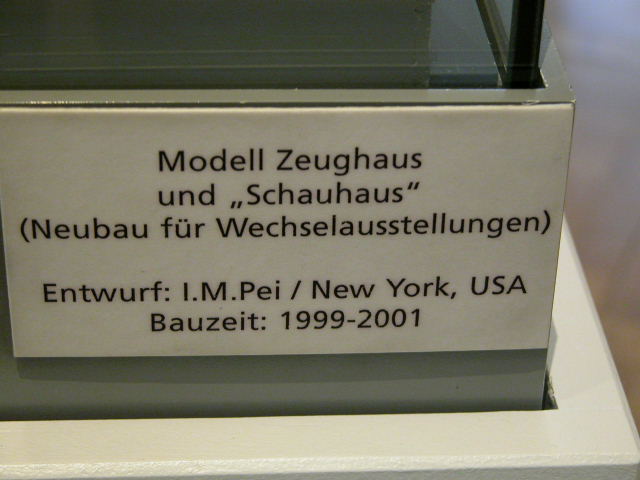 Modell Zeughaus
und „Schauhaus“
(Neubau für Wechselausstellungen)
Entwurf: I.M.Pei / New York, USA
Bauzeit: 1999-2001